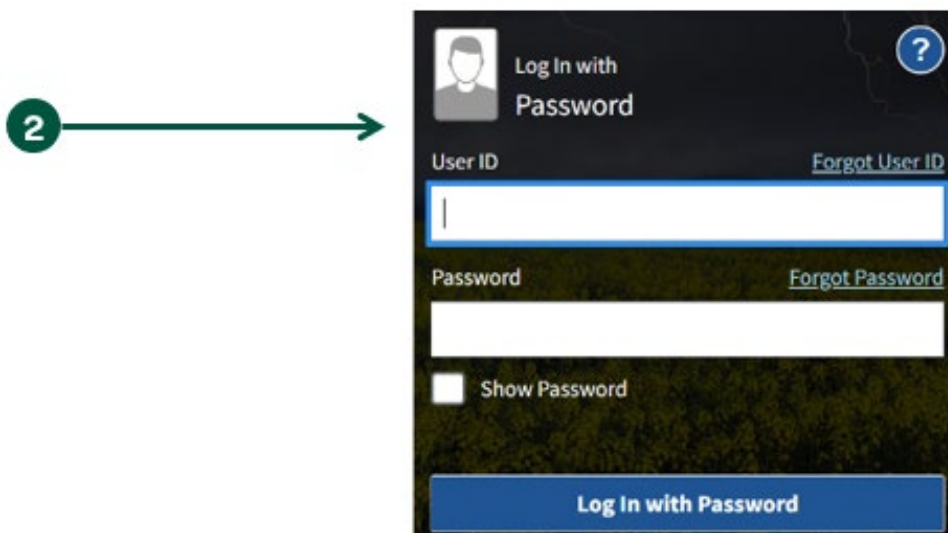 ?
Log In with
2
Password
User ID Forgot User ID
Password Forgot Password
Show Password
Log In with Password